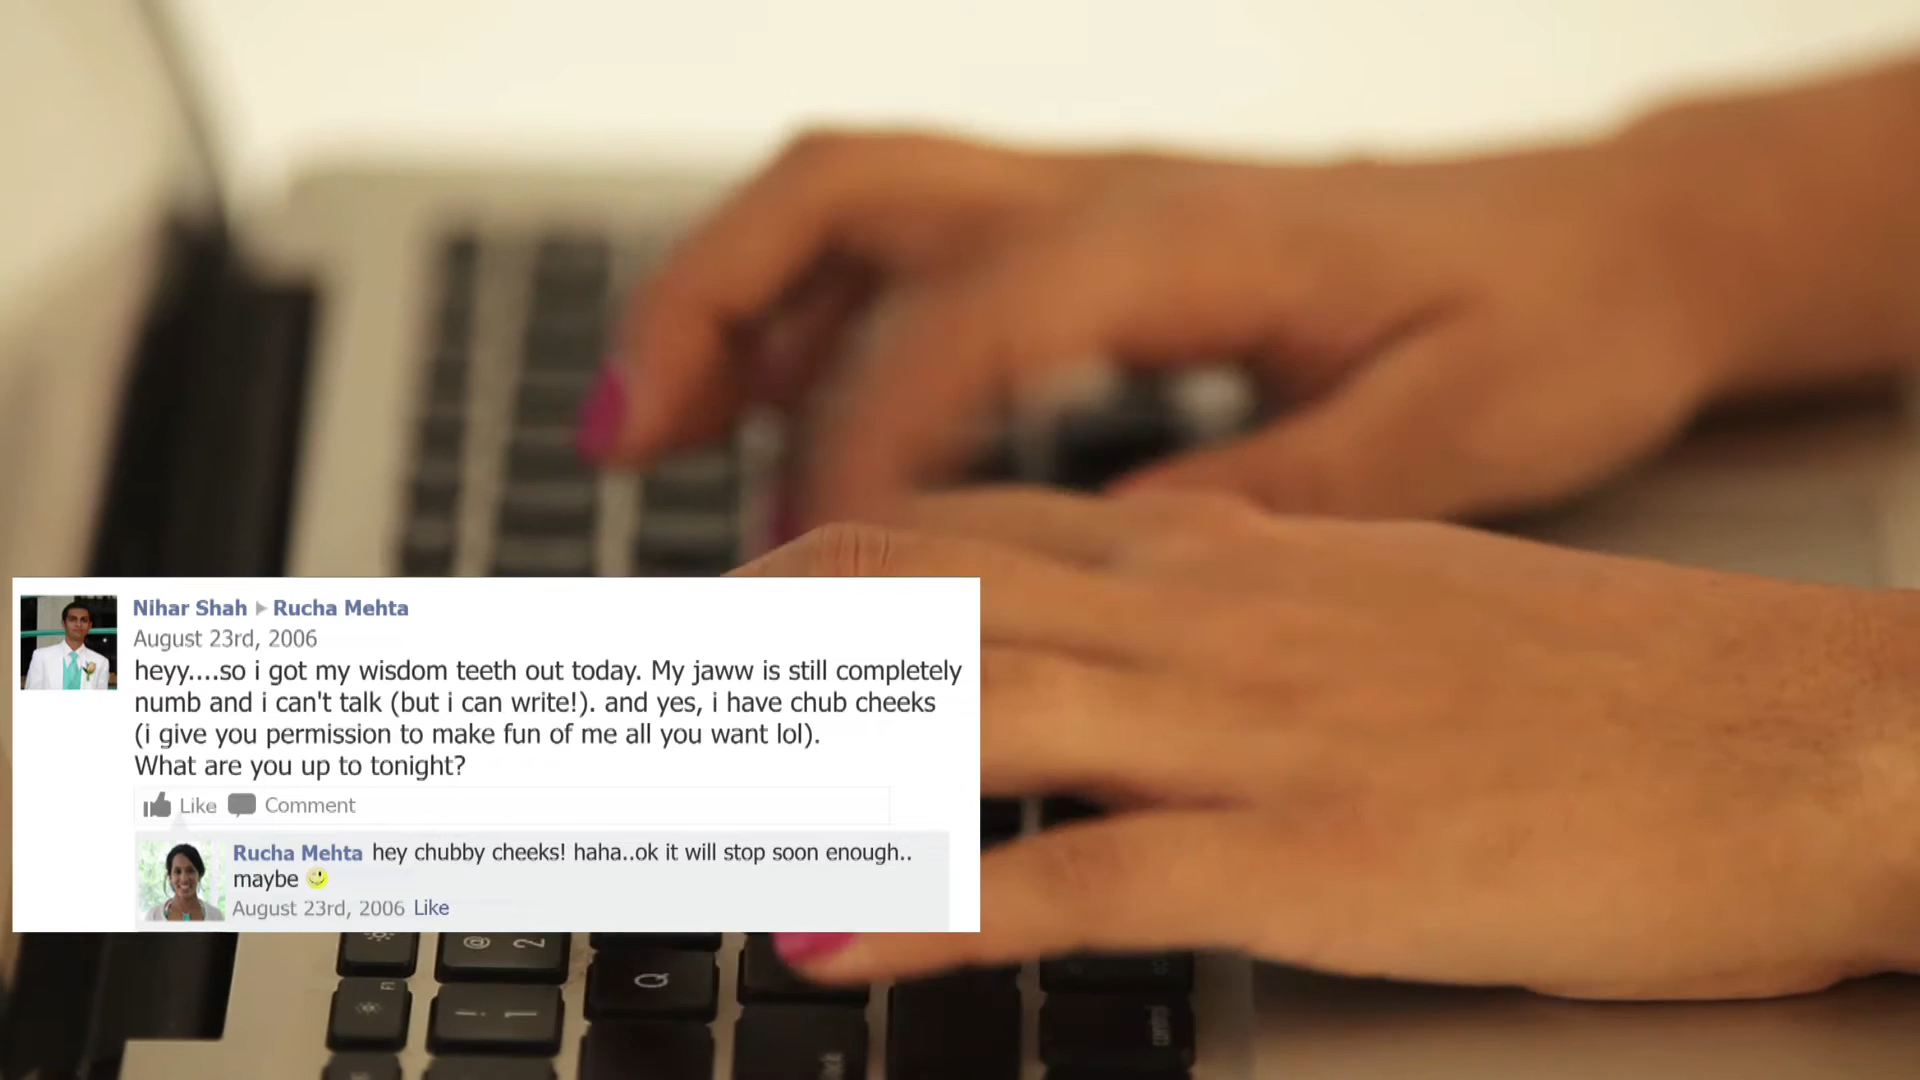 Nihar Shah Rucha Mehta
August 23rd, 2006
heyy....so i got my wisdom teeth out today. My jaww is still completely
numb and i can't talk (but i can write!). and yes, i have chub cheeks
(i give you permission to make fun of me all you want lol).
What are you up to tonight?
Like Comment
Rucha Mehta hey chubby cheeks! haha..ok it will stop soon enough..
maybe
August 23rd, 2006 Like
@ 2
Q
F1
! 1